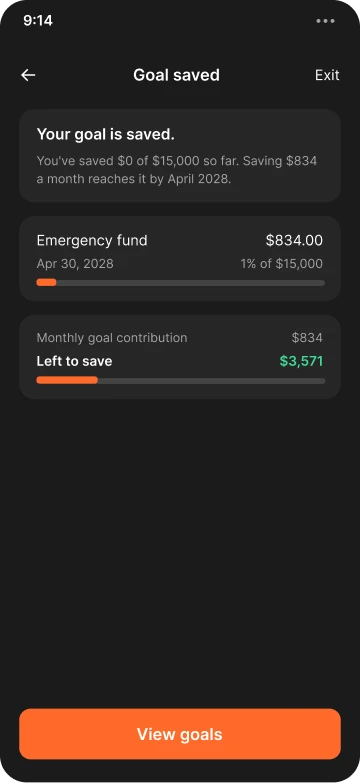 9:14
Goal saved
Exit
Your goal is saved.
You've saved $0 of $15,000 so far. Saving $834
a month reaches it by April 2028.
Emergency fund $834.00
Apr 30, 2028 1% of $15,000
Monthly goal contribution $834
Left to save $3,571
View goals